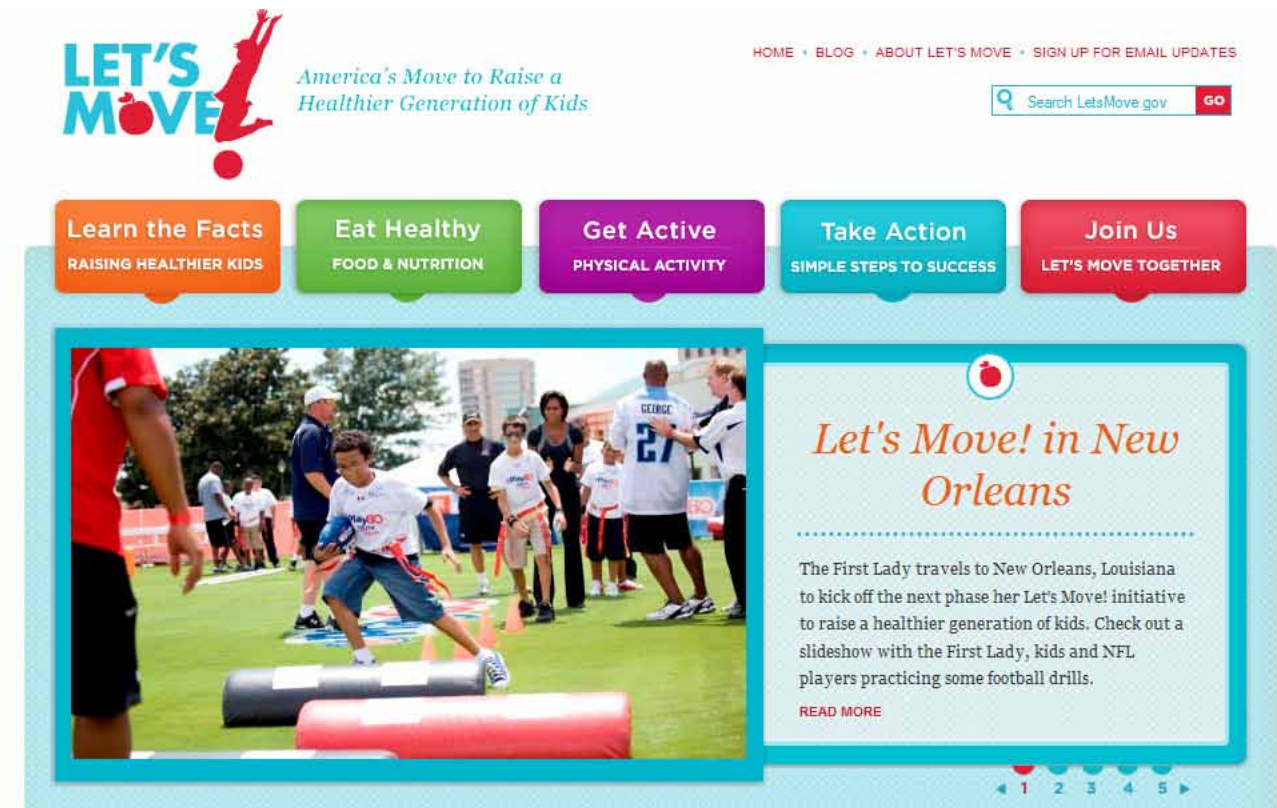 LET'S
MOVE!
America's Move to Raise a
Healthier Generation of Kids
HOME • BLOG • ABOUT LET'S MOVE • SIGN UP FOR EMAIL UPDATES
Search LetsMove.gov GO
Learn the Facts
RAISING HEALTHIER KIDS
Eat Healthy
FOOD & NUTRITION
Get Active
PHYSICAL ACTIVITY
Take Action
SIMPLE STEPS TO SUCCESS
Join Us
LET'S MOVE TOGETHER
GEORGE
27
Let's Move! in New
Orleans
The First Lady travels to New Orleans, Louisiana
to kick off the next phase her Let's Move! initiative
to raise a healthier generation of kids. Check out a
slideshow with the First Lady, kids and NFL
players practicing some football drills.
READ MORE
1 2 3 4 5